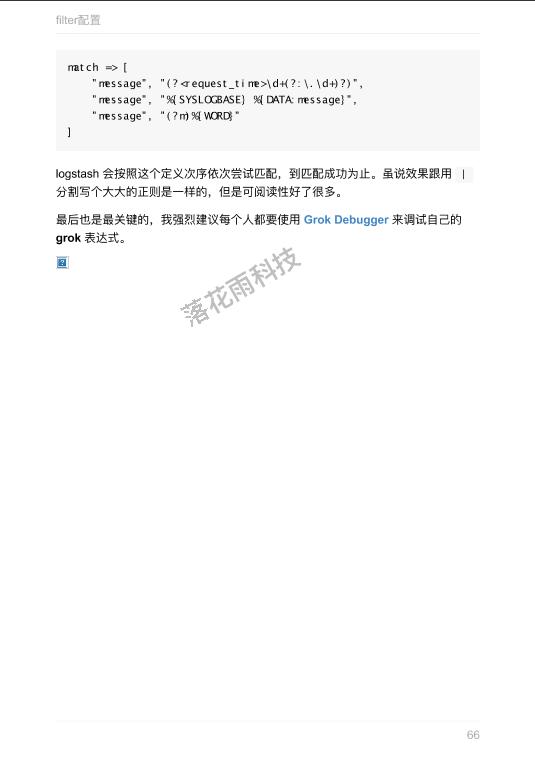 filter配置
match => [
    "message", "(?<request_time>\d+(?:\.\d+)?)",
    "message", "%{SYSLOGBASE} %{DATA:message}",
    "message", "(?m)%{WORD}"
]
logstash 会按照这个定义次序依次尝试匹配，到匹配成功为止。虽说效果跟用 |
分割写个大大的正则是一样的，但是可阅读性好了很多。
最后也是最关键的，我强烈建议每个人都要使用 Grok Debugger 来调试自己的
grok 表达式。
落花雨科技
66